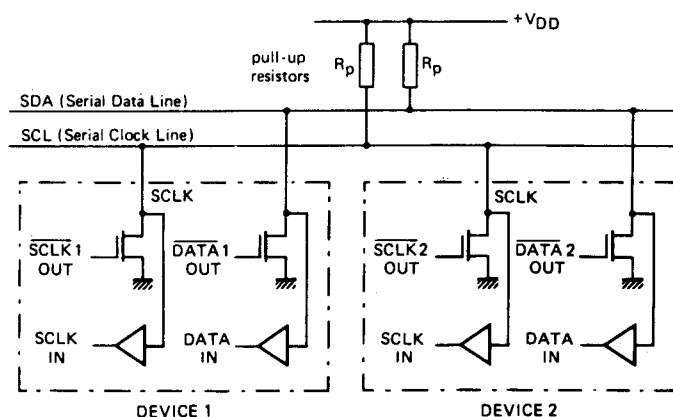 +VDD
pull-up
resistors
Rp
Rp
SDA (Serial Data Line)
SCL (Serial Clock Line)
SCLK
SCLK
SCLK1
OUT
DATA1
OUT
SCLK2
OUT
DATA2
OUT
SCLK
IN
DATA
IN
SCLK
IN
DATA
IN
DEVICE 1
DEVICE 2